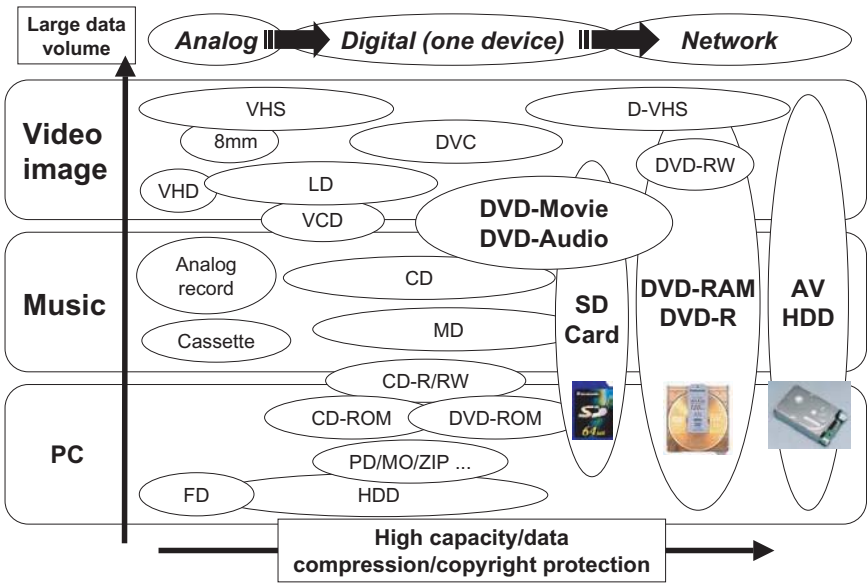 Large data
volume
Analog
Digital (one device)
Network
Video
image
VHS
D-VHS
8mm
DVC
DVD-RW
VHD
LD
VCD
DVD-Movie
DVD-Audio
Music
Analog
record
CD
SD
Card
DVD-RAM
DVD-R
AV
HDD
Cassette
MD
PC
CD-R/RW
CD-ROM
DVD-ROM
PD/MO/ZIP ...
FD
HDD
SD
64
High capacity/data
compression/copyright protection